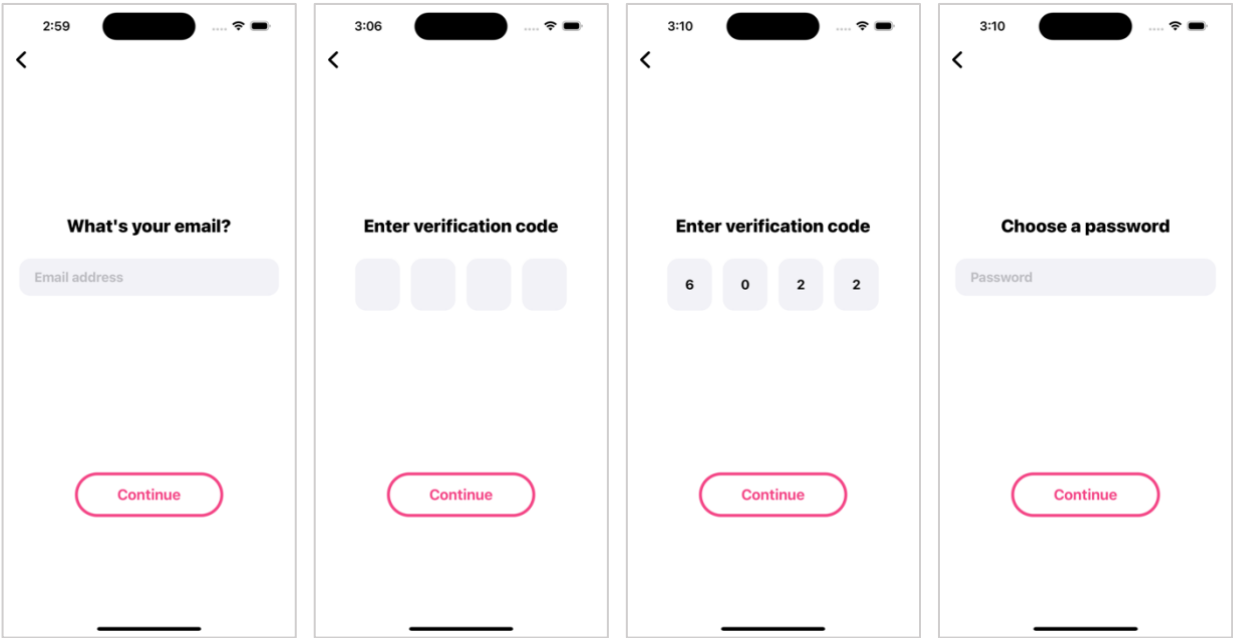 2:59
What's your email?
Email address
Continue
3:06
Enter verification code
Continue
3:10
Enter verification code
6 0 2 2
Continue
3:10
Choose a password
Password
Continue